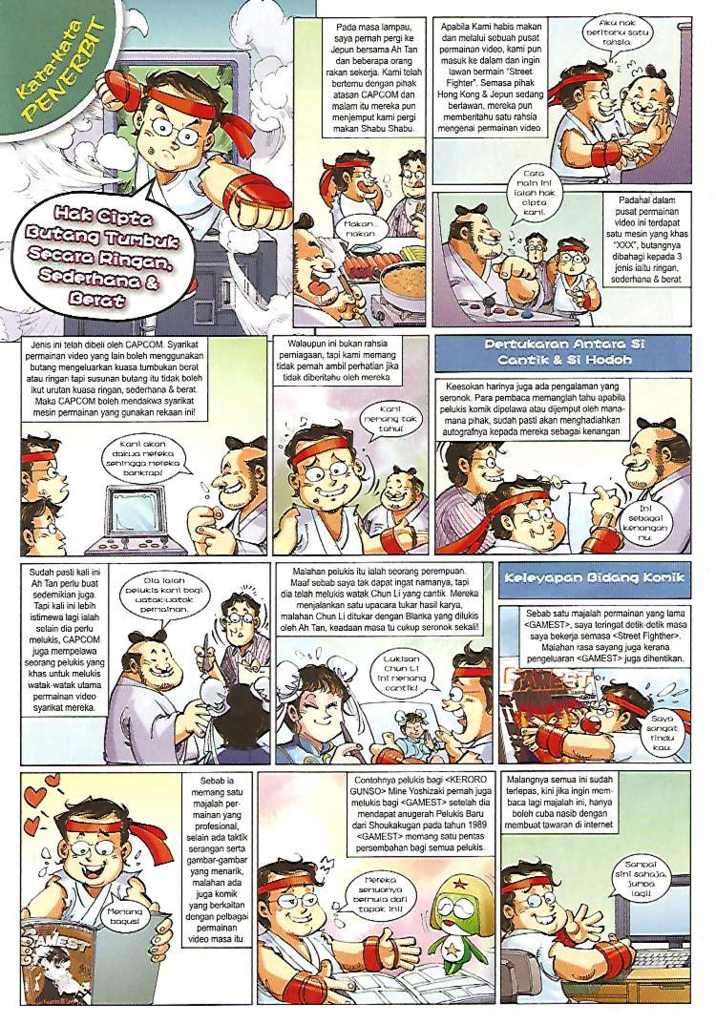 Kata-Kata
PENERBIT
Hak Cipta
Butang Tumbuk
Secara Ringan,
Sederhana &
Berat
Pada masa lampau,
saya pernah pergi ke
Jepun bersama Ah Tan
dan beberapa orang
rakan sekerja. Kami telah
bertemu dengan pihak
atasan CAPCOM dan
malam itu mereka pun
menjemput kami pergi
makan Shabu Shabu.
Makan..
makan..
Apabila Kami habis makan
dan melalui sebuah pusat
permainan video, kami pun
masuk ke dalam dan ingin
lawan bermain "Street
Fighter". Semasa pihak
Hong Kong & Jepun sedang
berlawan, mereka pun
memberitahu satu rahsia
mengenai permainan video
Aku nak
beritahu satu
rahsia.
Cara
main ini
ialah hak
cipta
kami.
Padahal dalam
pusat permainan
video ini terdapat
satu mesin yang khas
"XXX", butangnya
dibahagi kepada 3
jenis iaitu ringan,
sederhana & berat
Jenis ini telah dibeli oleh CAPCOM. Syarikat
permainan video yang lain boleh menggunakan
butang mengeluarkan kuasa tumbukan berat
atau ringan tapi susunan butang itu tidak boleh
ikut urutan kuasa ringan, sederhana & berat.
Maka CAPCOM boleh mendakwa syarikat
mesin permainan yang gunakan rekaan ini!
Kami akan
dakwa mereka
sehingga mereka
bankrap!
Walaupun ini bukan rahsia
perniagaan, tapi kami memang
tidak pernah ambil perhatian jika
tidak diberitahu oleh mereka
Kami
memang tak
tahu!
Pertukaran Antara Si
Cantik & Si Hodoh
Keesokan harinya juga ada pengalaman yang
seronok. Para pembaca memanglah tahu apabila
pelukis komik dipelawa atau dijemput oleh mana-
mana pihak, sudah pasti akan menghadiahkan
autografnya kepada mereka sebagai kenangan
Ini
sebagai
kenangan
mu.
Sudah pasti kali ini
Ah Tan perlu buat
sedemikian juga.
Tapi kali ini lebih
istimewa lagi ialah
selain dia perlu
melukis, CAPCOM
juga mempelawa
seorang pelukis yang
khas untuk melukis
watak-watak utama
permainan video
syarikat mereka.
Dia ialah
pelukis kami bagi
watak-watak
permainan.
Malahan pelukis itu ialah seorang perempuan.
Maaf sebab saya tak dapat ingat namanya, tapi
dia telah melukis watak Chun Li yang cantik. Mereka
menjalankan satu upacara tukar hasil karya,
malahan Chun Li ditukar dengan Blanka yang dilukis
oleh Ah Tan, keadaan masa tu cukup seronok sekali!
Lukisan
Chun Li
ini memang
cantik!
Kelenyapan Bidang Komik
Sebab satu majalah permainan yang lama
<GAMEST>, saya teringat detik-detik masa
saya bekerja semasa <Street Fighther>.
Malahan rasa sayang juga kerana
pengeluaran <GAMEST> juga dihentikan.
GAMEST
Saya
sangat
rindu
kau.
Sebab ia
memang satu
majalah per-
mainan yang
profesional,
selain ada taktik
serangan serta
gambar-gambar
yang menarik,
malahan ada
juga komik
yang berkaitan
dengan pelbagai
permainan
video masa itu
Memang
bagus!
GAMEST
Contohnya pelukis bagi <KERORO
GUNSO> Mine Yoshizaki pernah juga
melukis bagi <GAMEST> setelah dia
mendapat anugerah Pelukis Baru
dari Shoukakugan pada tahun 1989
<GAMEST> memang satu pentas
persembahan bagi semua pelukis.
Mereka
semuanya
bermula dari
tapak ini!
Malangnya semua ini sudah
terlepas, kini jika ingin mem-
baca lagi majalah ini, hanya
boleh cuba nasib dengan
membuat tawaran di internet
Sampai
sini sahaja,
jumpa
lagi!